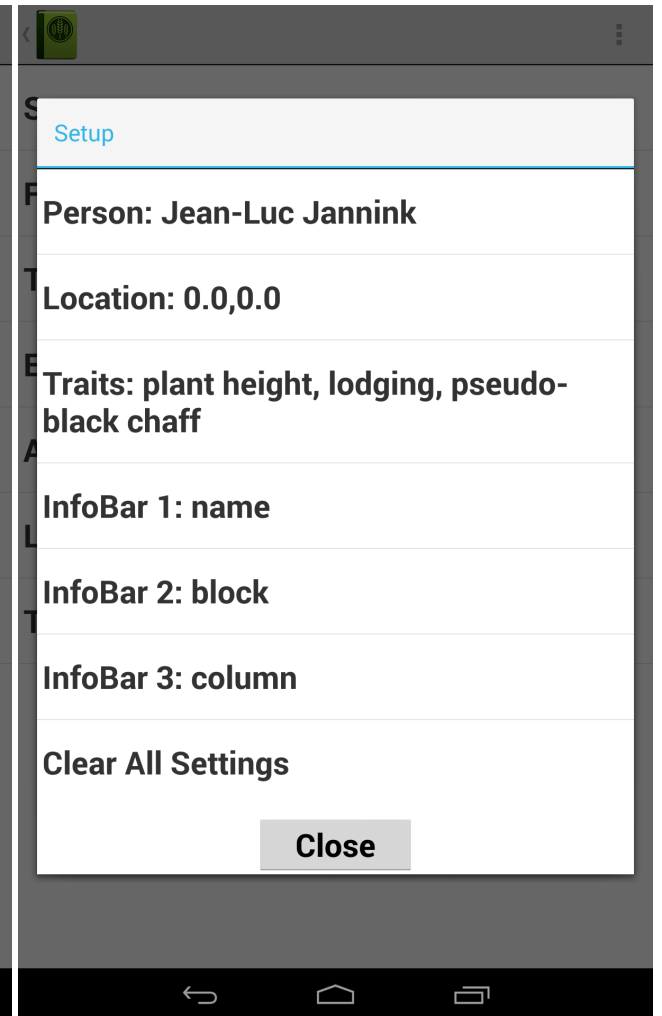 Setup
Person: Jean-Luc Jannink
Location: 0.0,0.0
Traits: plant height, lodging, pseudo-
black chaff
InfoBar 1: name
InfoBar 2: block
InfoBar 3: column
Clear All Settings
Close